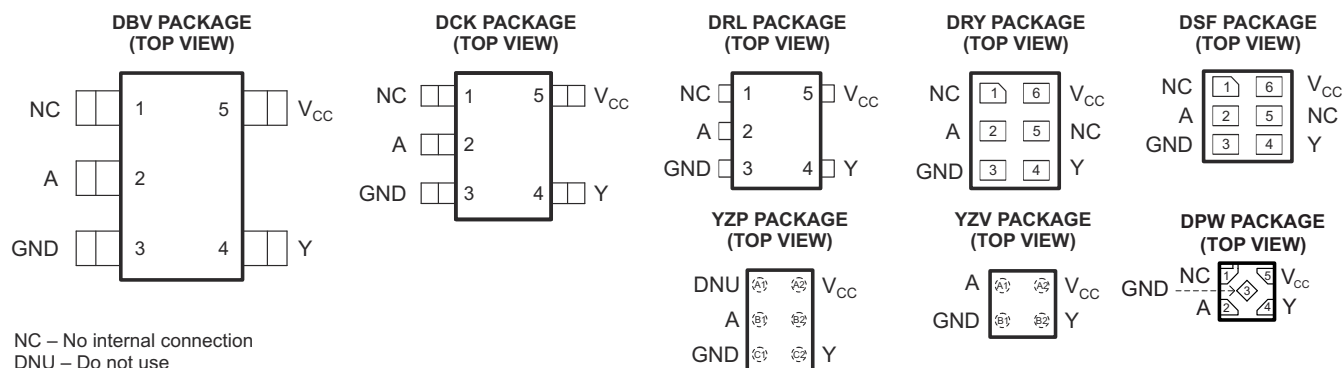 DBV PACKAGE
(TOP VIEW)
NC
1
5
VCC
A
2
GND
3
4
Y
DCK PACKAGE
(TOP VIEW)
NC
1
5
VCC
A
2
GND
3
4
Y
DRL PACKAGE
(TOP VIEW)
NC
1
5
VCC
A
2
GND
3
4
Y
DRY PACKAGE
(TOP VIEW)
NC
1
6
VCC
A
2
5
NC
GND
3
4
Y
DSF PACKAGE
(TOP VIEW)
NC
1
6
VCC
A
2
5
NC
GND
3
4
Y
YZP PACKAGE
(TOP VIEW)
DNU
A1
A2
VCC
A
B1
B2
GND
C1
C2
Y
YZV PACKAGE
(TOP VIEW)
A
A1
A2
VCC
GND
B1
B2
Y
DPW PACKAGE
(TOP VIEW)
NC
1
5
VCC
GND
3
A
2
4
Y
NC – No internal connection
DNU – Do not use